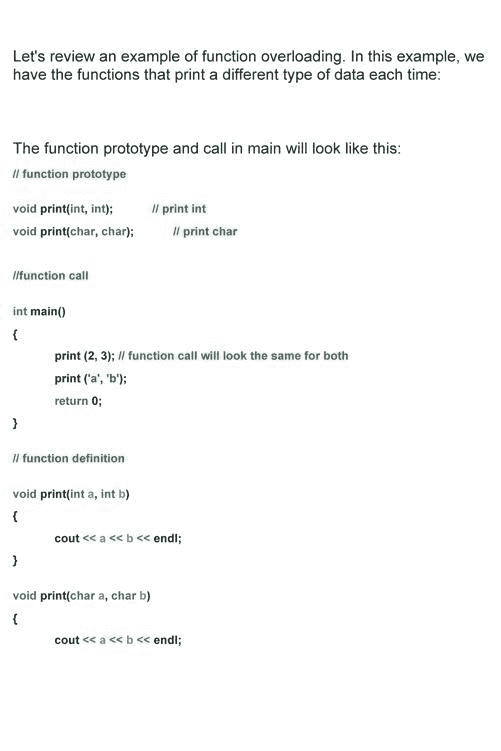 Let's review an example of function overloading. In this example, we
have the functions that print a different type of data each time:
The function prototype and call in main will look like this:
// function prototype
void print(int, int); // print int
void print(char, char); // print char
//function call
int main()
{
print (2, 3); // function call will look the same for both
print ('a', 'b');
return 0;
}
// function definition
void print(int a, int b)
{
cout << a << b << endl;
}
void print(char a, char b)
{
cout << a << b << endl;